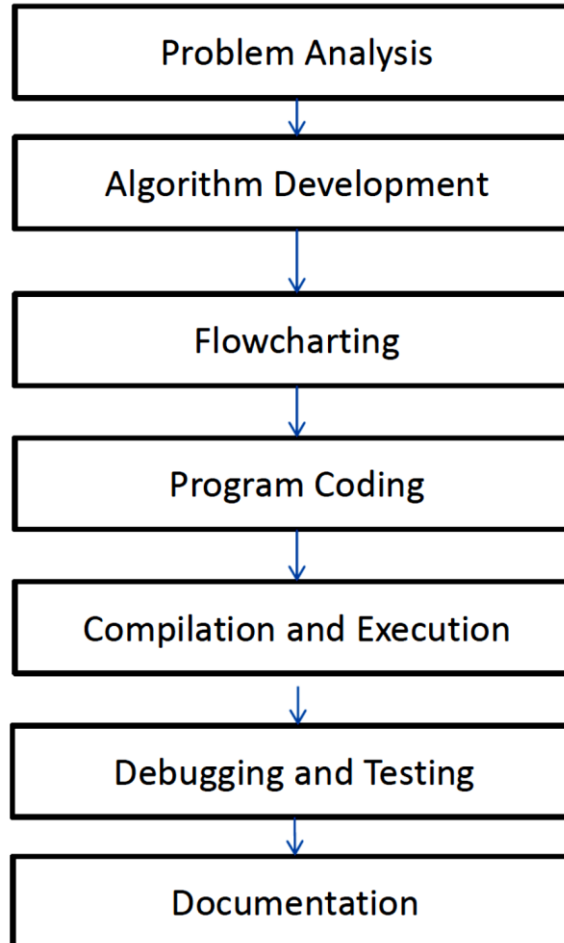 Problem Analysis
Algorithm Development
Flowcharting
Program Coding
Compilation and Execution
Debugging and Testing
Documentation